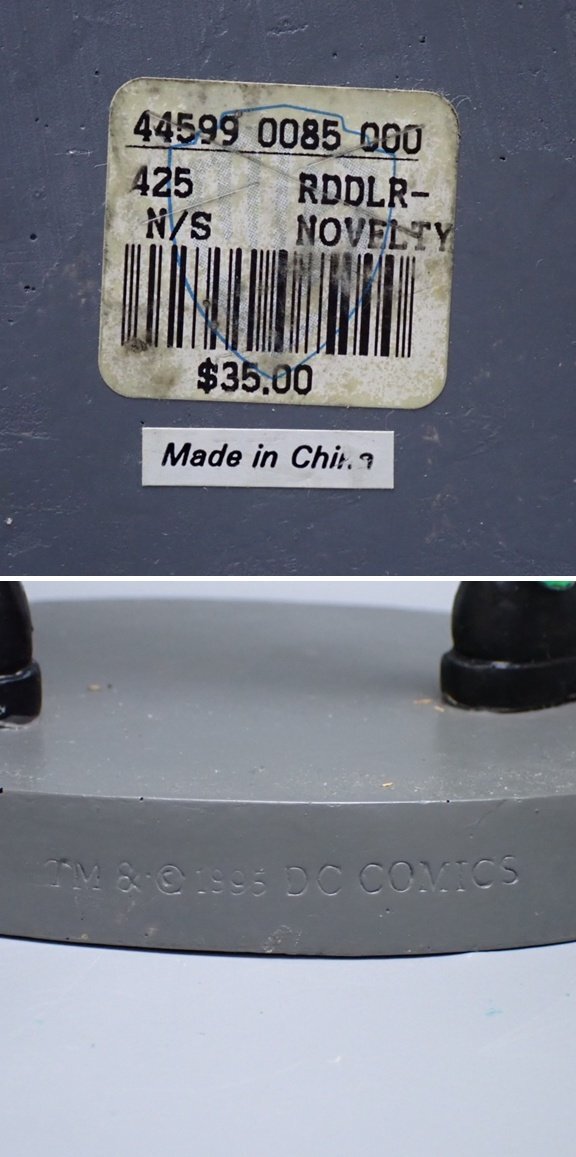 44599 0085 000
425 RDDLR-
N/S NOVELTY
$35.00
Made in China
TM & © 1995 DC COMICS